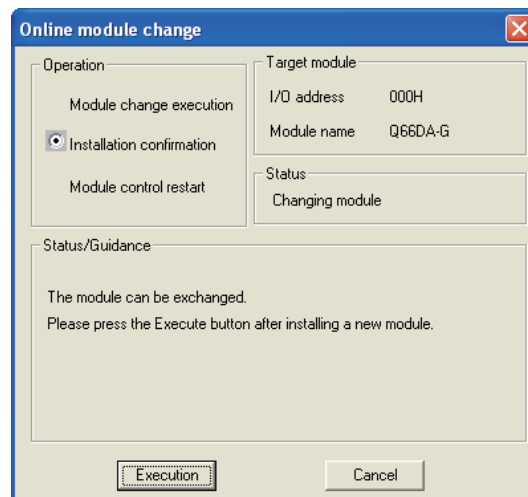 Online module change
Operation
Module change execution
Installation confirmation
Module control restart
Target module
I/O address 000H
Module name Q66DA-G
Status
Changing module
Status/Guidance
The module can be exchanged.
Please press the Execute button after installing a new module.
Execution
Cancel